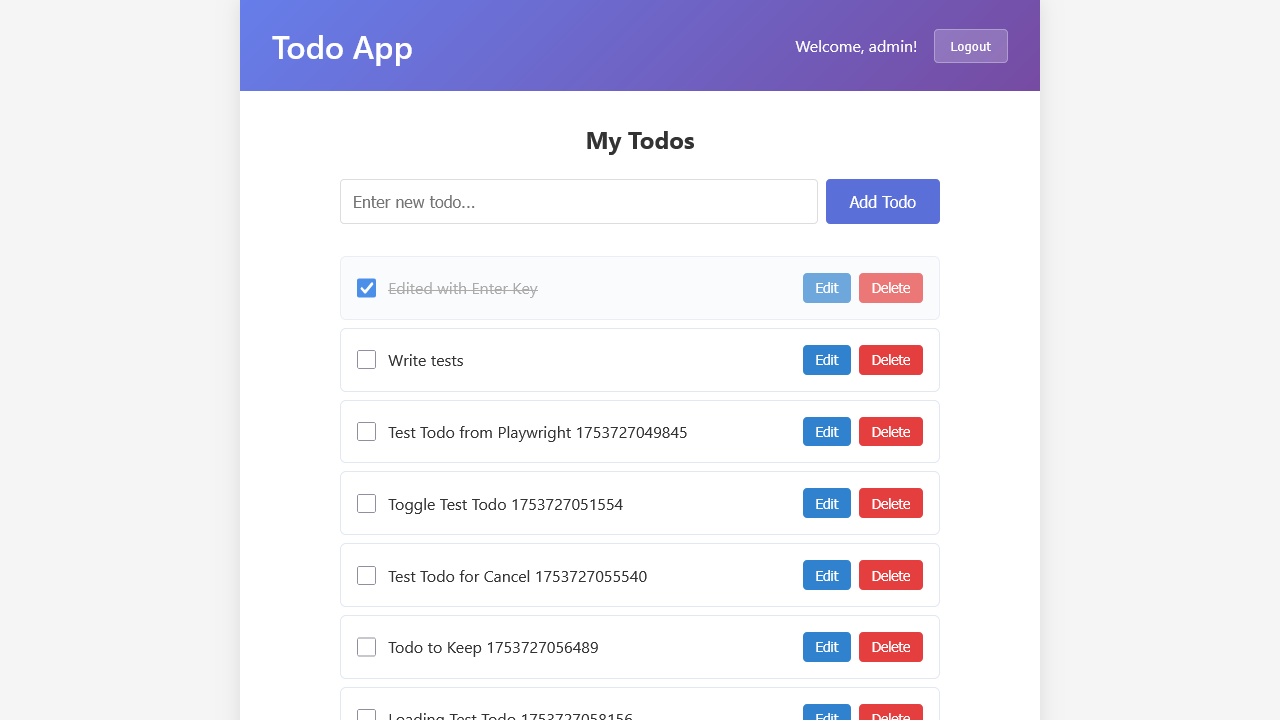 Todo App
Welcome, admin!
Logout
My Todos
Enter new todo...
Add Todo
Edited with Enter Key
Edit
Delete
Write tests
Edit
Delete
Test Todo from Playwright 1753727049845
Edit
Delete
Toggle Test Todo 1753727051554
Edit
Delete
Test Todo for Cancel 1753727055540
Edit
Delete
Todo to Keep 1753727056489
Edit
Delete
Loading Test Todo 1753727058156
Edit
Delete